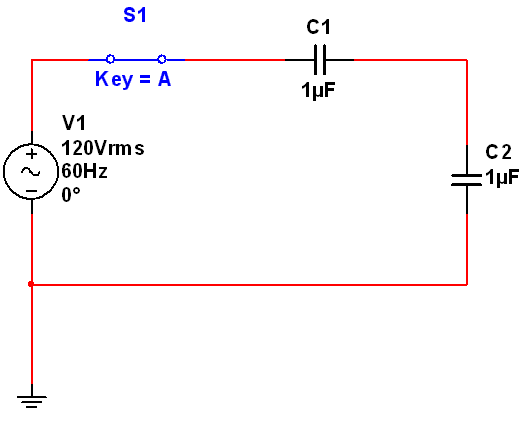 S1
Key = A
C1
1µF
V1
120Vrms
60Hz
0°
C2
1µF